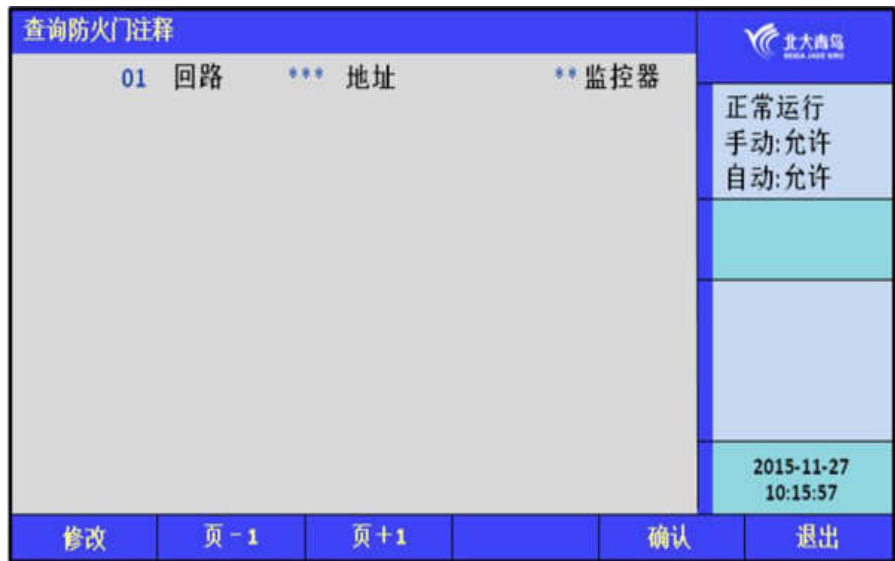 查询防火门注释
北大青鸟
01 回路 *** 地址 **监控器
正常运行
手动:允许
自动:允许
2015-11-27
10:15:57
修改 页-1 页+1 确认 退出